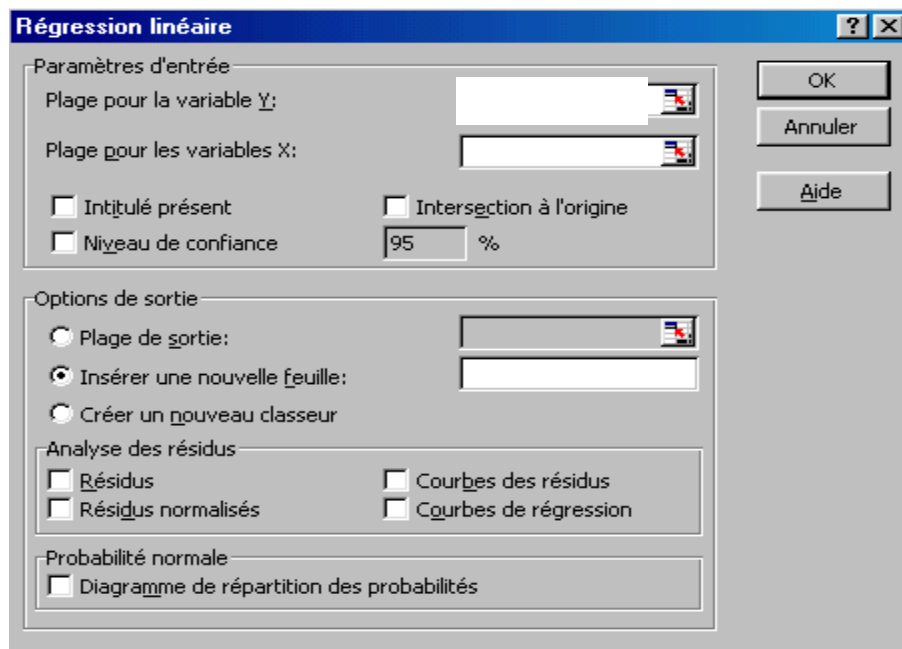 Régression linéaire
Paramètres d'entrée
Plage pour la variable Y:
Plage pour les variables X:
Intitulé présent
Intersection à l'origine
Niveau de confiance
95 %
Options de sortie
Plage de sortie:
Insérer une nouvelle feuille:
Créer un nouveau classeur
Analyse des résidus
Résidus
Courbes des résidus
Résidus normalisés
Courbes de régression
Probabilité normale
Diagramme de répartition des probabilités
OK
Annuler
Aide